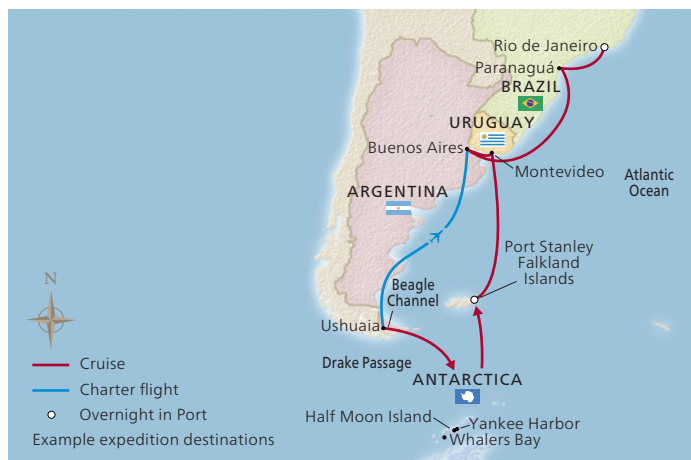 Rio de Janeiro
Paranaguá
BRAZIL
URUGUAY
Buenos Aires
Montevideo
Atlantic
Ocean
ARGENTINA
Port Stanley
Falkland
Islands
N
Beagle
Channel
Ushuaia
Drake Passage
Cruise
ANTARCTICA
Charter flight
Overnight in Port
Half Moon Island
Yankee Harbor
Example expedition destinations
Whalers Bay